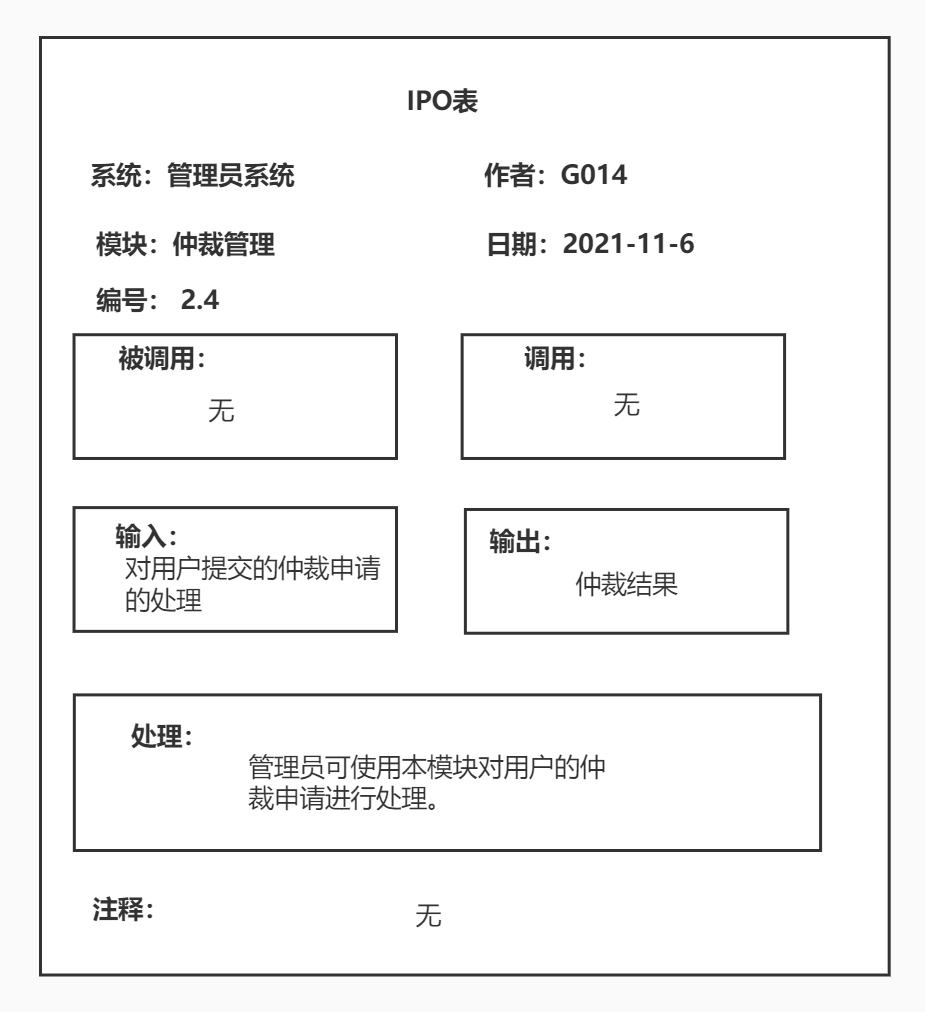 IPO表
系统：管理员系统
作者：G014
模块：仲裁管理
日期：2021-11-6
编号： 2.4
被调用：
无
调用：
无
输入：
对用户提交的仲裁申请
的处理
输出：
仲裁结果
处理：
管理员可使用本模块对用户的仲
裁申请进行处理。
注释：
无